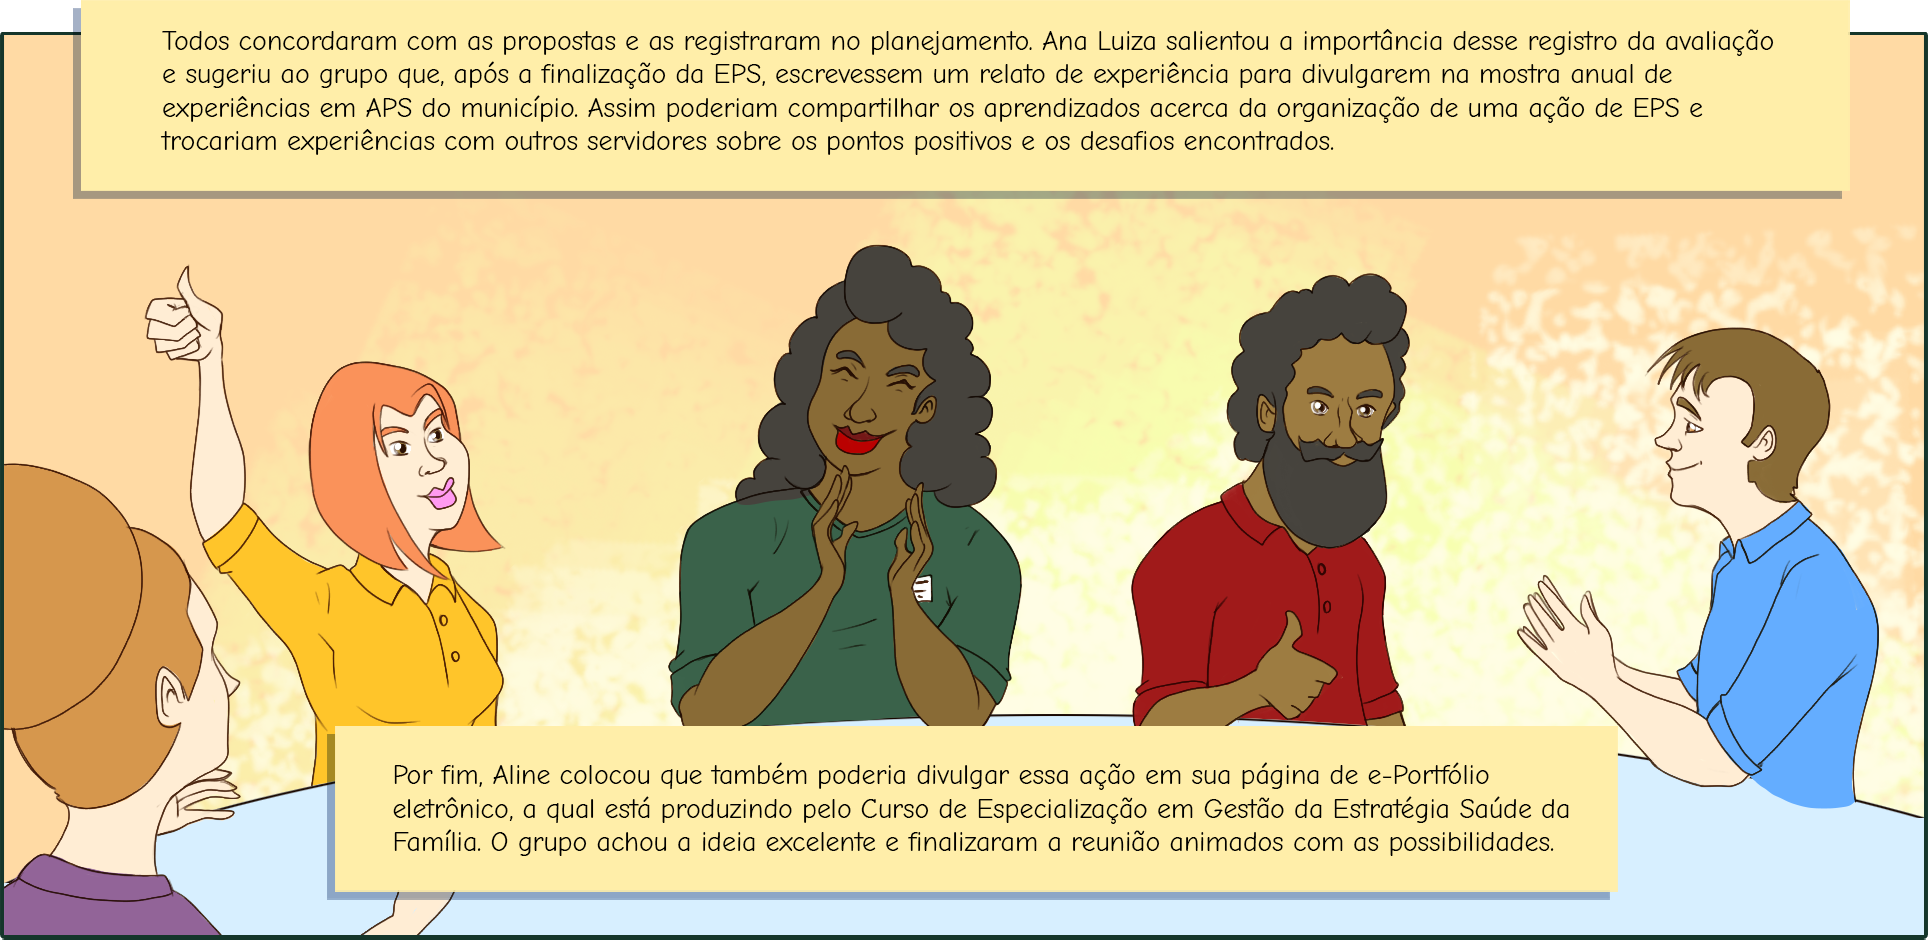 Todos concordaram com as propostas e as registraram no planejamento. Ana Luiza salientou a importância desse registro da avaliação
e sugeriu ao grupo que, após a finalização da EPS, escrevessem um relato de experiência para divulgarem na mostra anual de
experiências em APS do município. Assim poderiam compartilhar os aprendizados acerca da organização de uma ação de EPS e
trocariam experiências com outros servidores sobre os pontos positivos e os desafios encontrados.
Por fim, Aline colocou que também poderia divulgar essa ação em sua página de e-Portfólio
eletrônico, a qual está produzindo pelo Curso de Especialização em Gestão da Estratégia Saúde da
Família. O grupo achou a ideia excelente e finalizaram a reunião animados com as possibilidades.